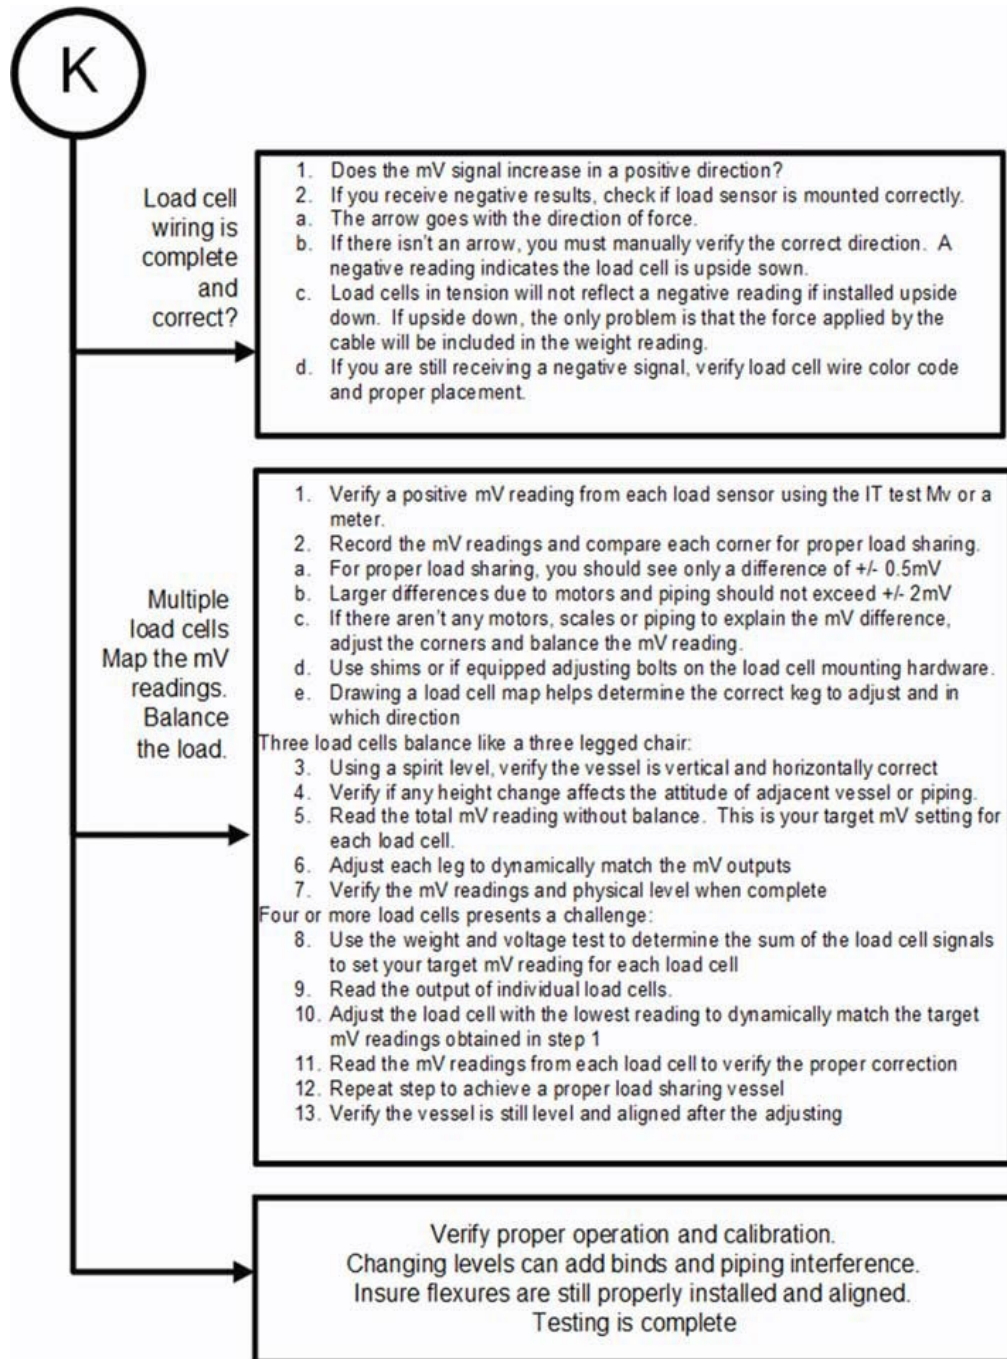 K
Load cell
wiring is
complete
and
correct?
1. Does the mV signal increase in a positive direction?
2. If you receive negative results, check if load sensor is mounted correctly.
a. The arrow goes with the direction of force.
b. If there isn't an arrow, you must manually verify the correct direction. A
negative reading indicates the load cell is upside sown.
c. Load cells in tension will not reflect a negative reading if installed upside
down. If upside down, the only problem is that the force applied by the
cable will be included in the weight reading.
d. If you are still receiving a negative signal, verify load cell wire color code
and proper placement.
Multiple
load cells
Map the mV
readings.
Balance
the load.
1. Verify a positive mV reading from each load sensor using the IT test Mv or a
meter.
2. Record the mV readings and compare each corner for proper load sharing.
a. For proper load sharing, you should see only a difference of +/- 0.5mV
b. Larger differences due to motors and piping should not exceed +/- 2mV
c. If there aren't any motors, scales or piping to explain the mV difference,
adjust the corners and balance the mV reading.
d. Use shims or if equipped adjusting bolts on the load cell mounting hardware.
e. Drawing a load cell map helps determine the correct keg to adjust and in
which direction
Three load cells balance like a three legged chair:
3. Using a spirit level, verify the vessel is vertical and horizontally correct
4. Verify if any height change affects the attitude of adjacent vessel or piping.
5. Read the total mV reading without balance. This is your target mV setting for
each load cell.
6. Adjust each leg to dynamically match the mV outputs
7. Verify the mV readings and physical level when complete
Four or more load cells presents a challenge:
8. Use the weight and voltage test to determine the sum of the load cell signals
to set your target mV reading for each load cell
9. Read the output of individual load cells.
10. Adjust the load cell with the lowest reading to dynamically match the target
mV readings obtained in step 1
11. Read the mV readings from each load cell to verify the proper correction
12. Repeat step to achieve a proper load sharing vessel
13. Verify the vessel is still level and aligned after the adjusting
Verify proper operation and calibration.
Changing levels can add binds and piping interference.
Insure flexures are still properly installed and aligned.
Testing is complete